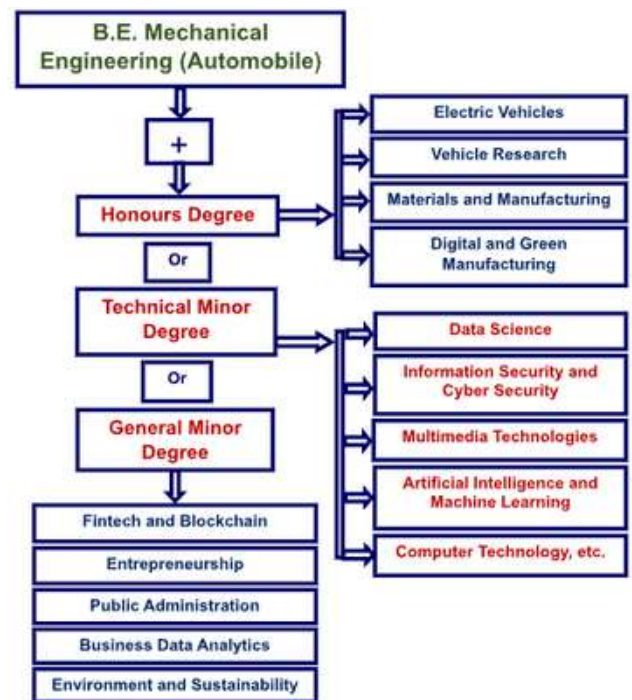 B.E. Mechanical
Engineering (Automobile)
+
Honours Degree
Or
Technical Minor
Degree
Or
General Minor
Degree
Fintech and Blockchain
Entrepreneurship
Public Administration
Business Data Analytics
Environment and Sustainability
Electric Vehicles
Vehicle Research
Materials and Manufacturing
Digital and Green
Manufacturing
Data Science
Information Security and
Cyber Security
Multimedia Technologies
Artificial Intelligence and
Machine Learning
Computer Technology, etc.